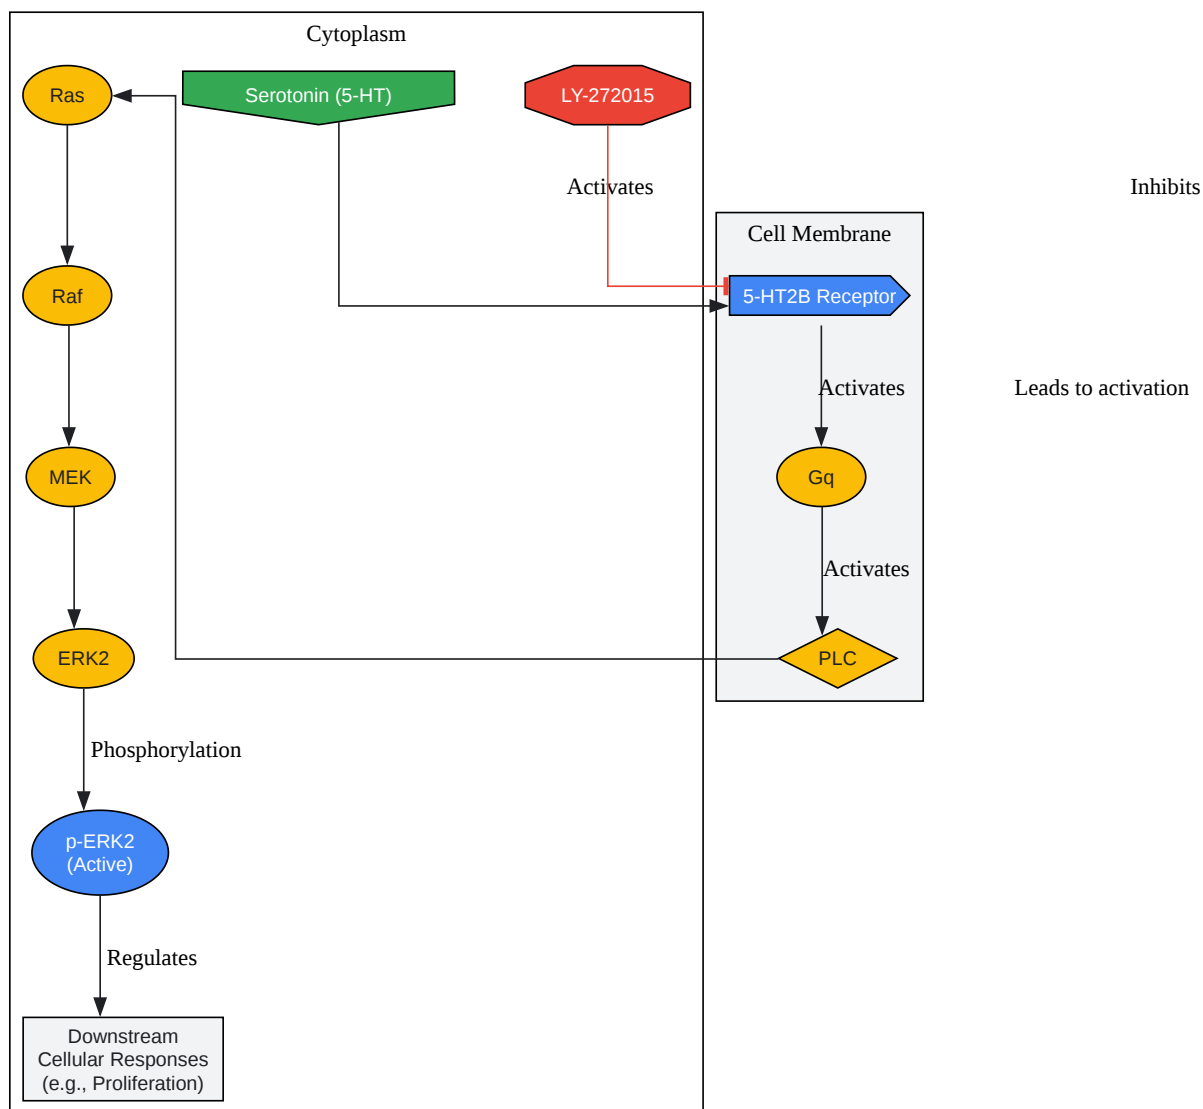 Cytoplasm
Ras
Serotonin (5-HT)
LY-272015
Activates
Inhibits
Cell Membrane
Raf
5-HT2B Receptor
Activates
Leads to activation
MEK
Gq
Activates
ERK2
PLC
Phosphorylation
p-ERK2
(Active)
Regulates
Downstream
Cellular Responses
(e.g., Proliferation)